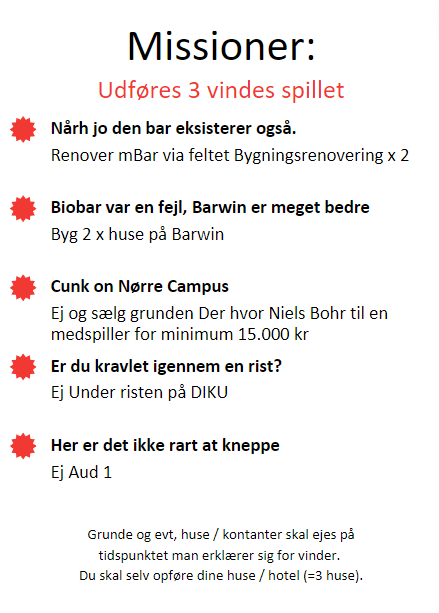 Missioner:
Udføres 3 vindes spillet
Nårh jo den bar eksisterer også.
Renover mBar via feltet Bygningsrenovering x 2
Biobar var en fejl, Barwin er meget bedre
Byg 2 x huse på Barwin
Cunk on Nørre Campus
Ej og sælg grunden Der hvor Niels Bohr til en
medspiller for minimum 15.000 kr
Er du kravlet igennem en rist?
Ej Under risten på DIKU
Her er det ikke rart at kneppe
Ej Aud 1
Grunde og evt, huse / kontanter skal ejes på
tidspunktet man erklærer sig for vinder.
Du skal selv opføre dine huse / hotel (=3 huse).